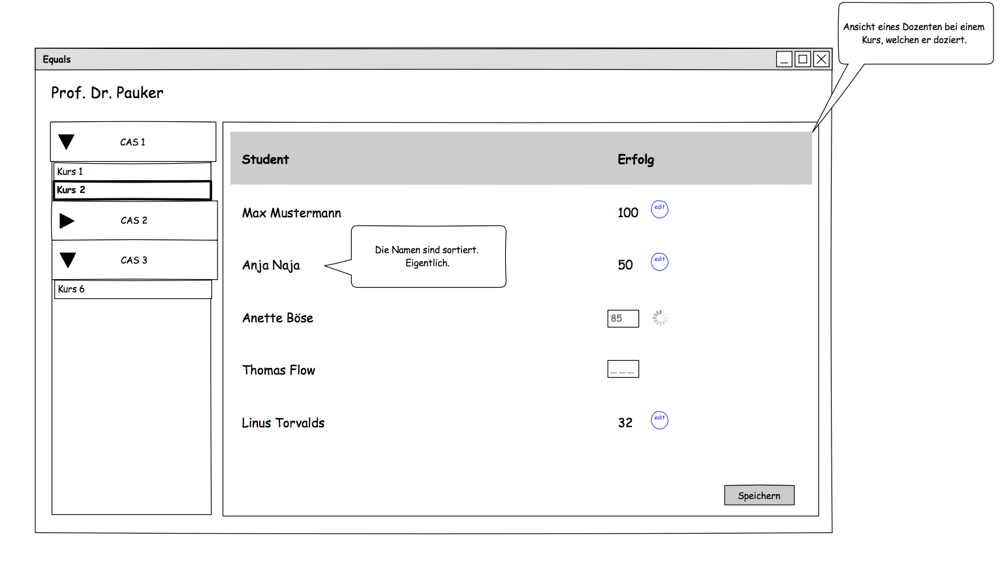 Ansicht eines Dozenten bei einem
Kurs, welchen er doziert.
Equals
Prof. Dr. Pauker
CAS 1
Kurs 1
Kurs 2
CAS 2
CAS 3
Kurs 6
Student Erfolg
Max Mustermann 100 edit
Die Namen sind sortiert.
Eigentlich.
Anja Naja 50 edit
Anette Böse 85
Thomas Flow ___
Linus Torvalds 32 edit
Speichern